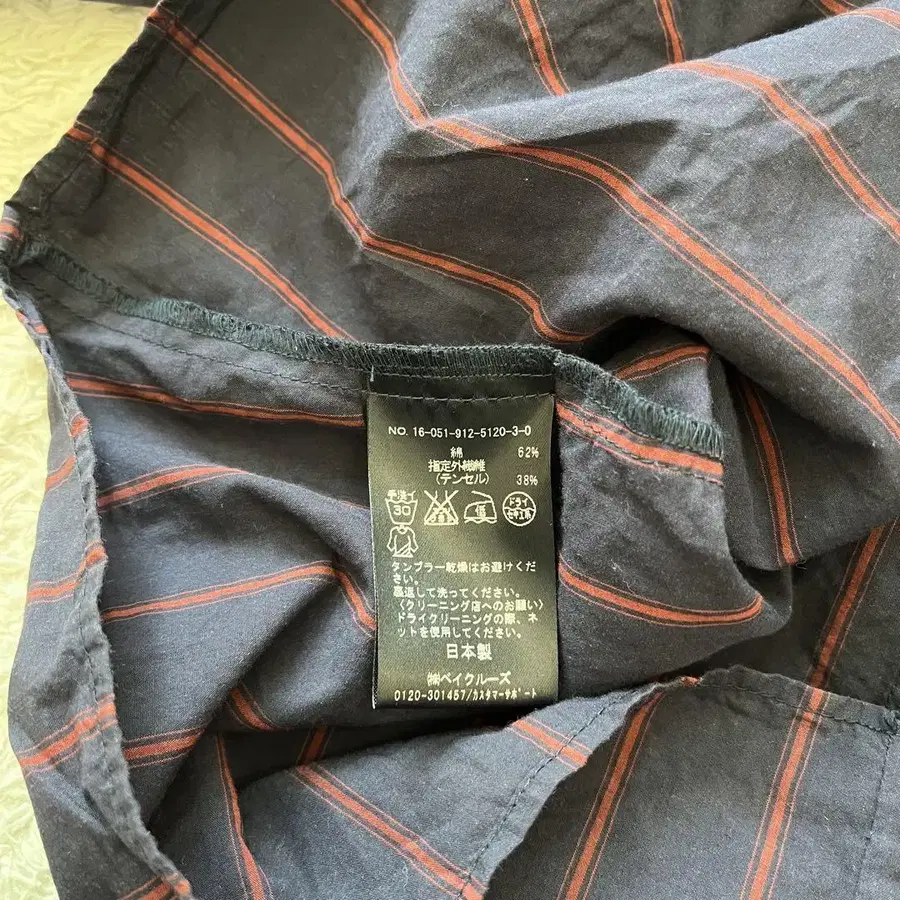 NO. 16-051-912-5120-3-0
綿 62%
指定外繊維
(テンセル) 38%
手洗イ
30
低
ドライ
セキユ系
タンブラー乾燥はお避けくだ
さい。
裏返して洗ってください。
〈クリーニング店へのお願い〉
ドライクリーニングの際、ネ
ットを使用してください。
日本製
㈱ベイクルーズ
0120-301457/カスタマーサポート